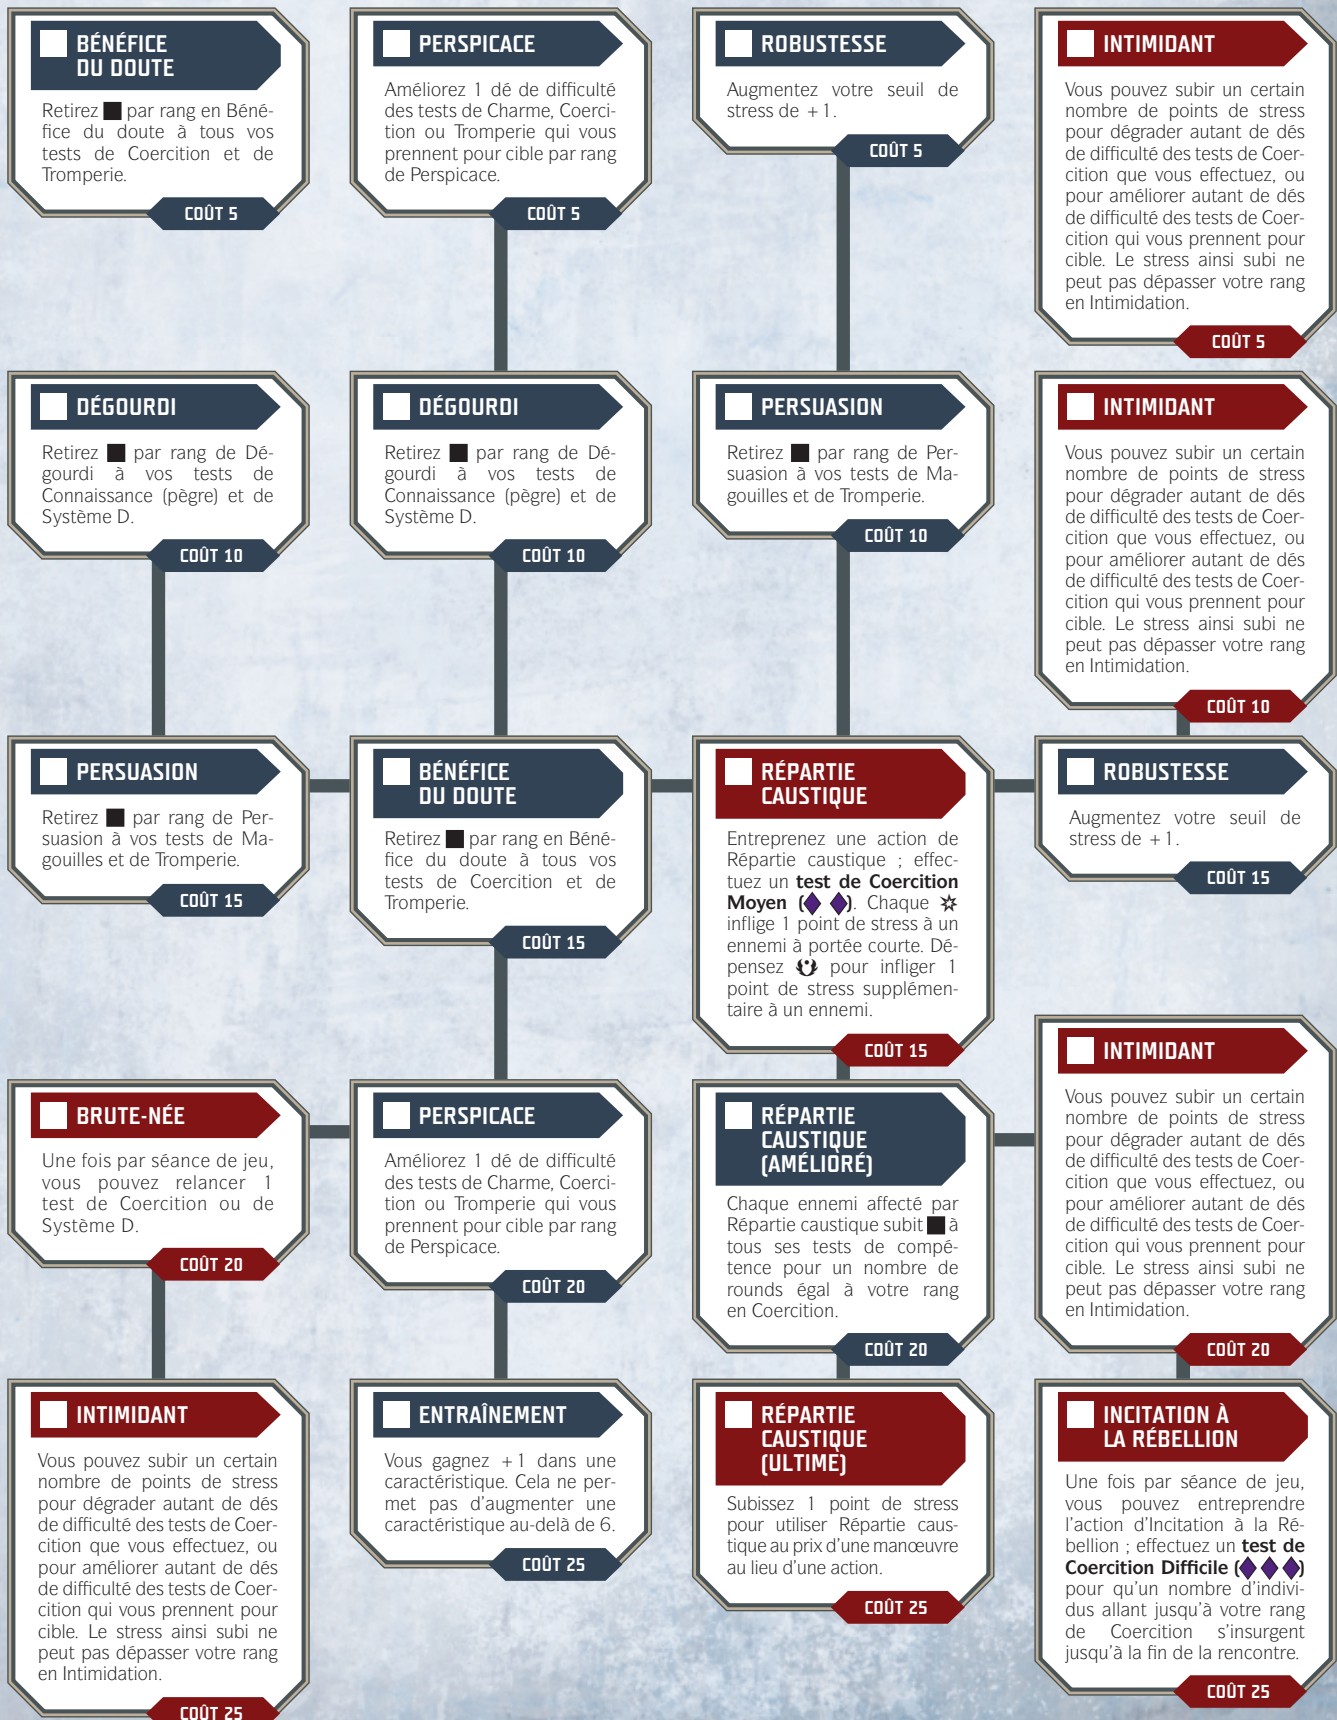 BÉNÉFICE
DU DOUTE
Retirez ■ par rang en Béné-
fice du doute à tous vos
tests de Coercition et de
Tromperie.
COÛT 5
PERSPICACE
Améliorez 1 dé de difficulté
des tests de Charme, Coerci-
tion ou Tromperie qui vous
prennent pour cible par rang
de Perspicace.
COÛT 5
ROBUSTESSE
Augmentez votre seuil de
stress de +1.
COÛT 5
INTIMIDANT
Vous pouvez subir un certain
nombre de points de stress
pour dégrader autant de dés
de difficulté des tests de Coer-
cition que vous effectuez, ou
pour améliorer autant de dés
de difficulté des tests de Coer-
cition qui vous prennent pour
cible. Le stress ainsi subi ne
peut pas dépasser votre rang
en Intimidation.
COÛT 5
DÉGOURDI
Retirez ■ par rang de Dé-
gourdi à vos tests de
Connaissance (pègre) et de
Système D.
COÛT 10
DÉGOURDI
Retirez ■ par rang de Dé-
gourdi à vos tests de
Connaissance (pègre) et de
Système D.
COÛT 10
PERSUASION
Retirez ■ par rang de Per-
suasion à vos tests de Ma-
gouilles et de Tromperie.
COÛT 10
INTIMIDANT
Vous pouvez subir un certain
nombre de points de stress
pour dégrader autant de dés
de difficulté des tests de Coer-
cition que vous effectuez, ou
pour améliorer autant de dés
de difficulté des tests de Coer-
cition qui vous prennent pour
cible. Le stress ainsi subi ne
peut pas dépasser votre rang
en Intimidation.
COÛT 10
PERSUASION
Retirez ■ par rang de Per-
suasion à vos tests de Ma-
gouilles et de Tromperie.
COÛT 15
BÉNÉFICE
DU DOUTE
Retirez ■ par rang en Béné-
fice du doute à tous vos
tests de Coercition et de
Tromperie.
COÛT 15
RÉPARTIE
CAUSTIQUE
Entreprenez une action de
Répartie caustique ; effec-
tuez un test de Coercition
Moyen (◆ ◆). Chaque
inflige 1 point de stress à un
ennemi à portée courte. Dé-
pensez pour infliger 1
point de stress supplémen-
taire à un ennemi.
COÛT 15
ROBUSTESSE
Augmentez votre seuil de
stress de +1.
COÛT 15
BRUTE-NÉE
Une fois par séance de jeu,
vous pouvez relancer 1
test de Coercition ou de
Système D.
COÛT 20
PERSPICACE
Améliorez 1 dé de difficulté
des tests de Charme, Coerci-
tion ou Tromperie qui vous
prennent pour cible par rang
de Perspicace.
COÛT 20
RÉPARTIE
CAUSTIQUE
(AMÉLIORÉ)
Chaque ennemi affecté par
Répartie caustique subit ■ à
tous ses tests de compé-
tence pour un nombre de
rounds égal à votre rang
en Coercition.
COÛT 20
INTIMIDANT
Vous pouvez subir un certain
nombre de points de stress
pour dégrader autant de dés
de difficulté des tests de Coer-
cition que vous effectuez, ou
pour améliorer autant de dés
de difficulté des tests de Coer-
cition qui vous prennent pour
cible. Le stress ainsi subi ne
peut pas dépasser votre rang
en Intimidation.
COÛT 20
INTIMIDANT
Vous pouvez subir un certain
nombre de points de stress
pour dégrader autant de dés
de difficulté des tests de Coer-
cition que vous effectuez, ou
pour améliorer autant de dés
de difficulté des tests de Coer-
cition qui vous prennent pour
cible. Le stress ainsi subi ne
peut pas dépasser votre rang
en Intimidation.
COÛT 25
ENTRAÎNEMENT
Vous gagnez +1 dans une
caractéristique. Cela ne per-
met pas d'augmenter une
caractéristique au-delà de 6.
COÛT 25
RÉPARTIE
CAUSTIQUE
(ULTIME)
Subissez 1 point de stress
pour utiliser Répartie caus-
tique au prix d'une manœuvre
au lieu d'une action.
COÛT 25
INCITATION À
LA RÉBELLION
Une fois par séance de jeu,
vous pouvez entreprendre
l'action d'Incitation à la Ré-
bellion ; effectuez un test de
Coercition Difficile (◆ ◆ ◆)
pour qu'un nombre d'indivi-
dus allant jusqu'à votre rang
de Coercition s'insurgent
jusqu'à la fin de la rencontre.
COÛT 25